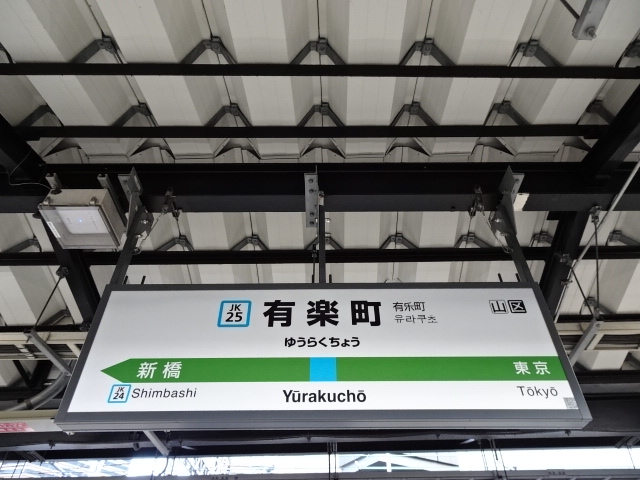 JK
25
有楽町
有乐町
유라쿠초
山区
ゆうらくちょう
新橋
東京
JK
24
Shimbashi
Yūrakuchō
Tōkyō